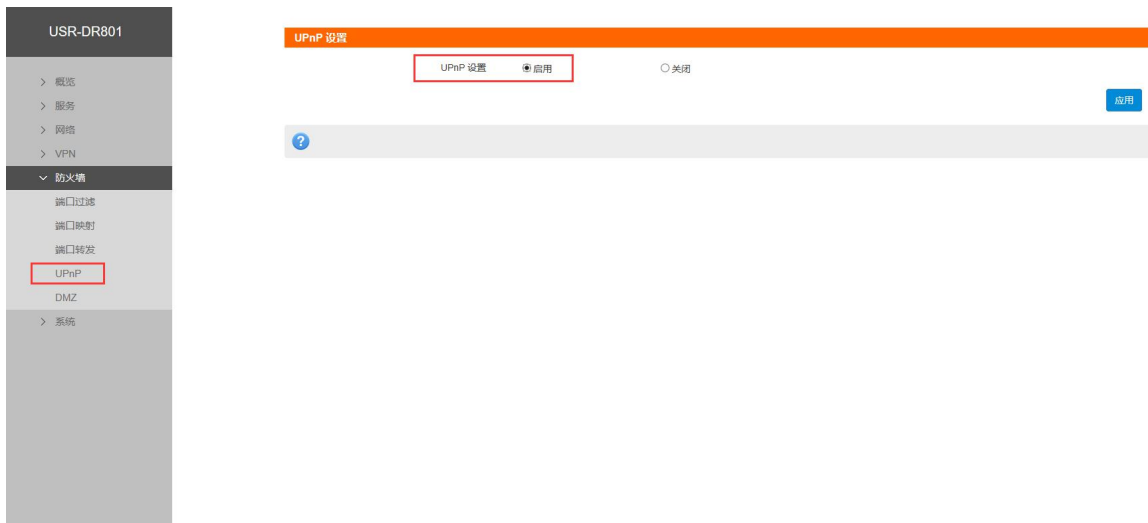 USR-DR801
> 概览
> 服务
> 网络
> VPN
防火墙
端口过滤
端口映射
端口转发
UPnP
DMZ
> 系统
UPnP 设置
UPnP 设置 启用 关闭
应用
?